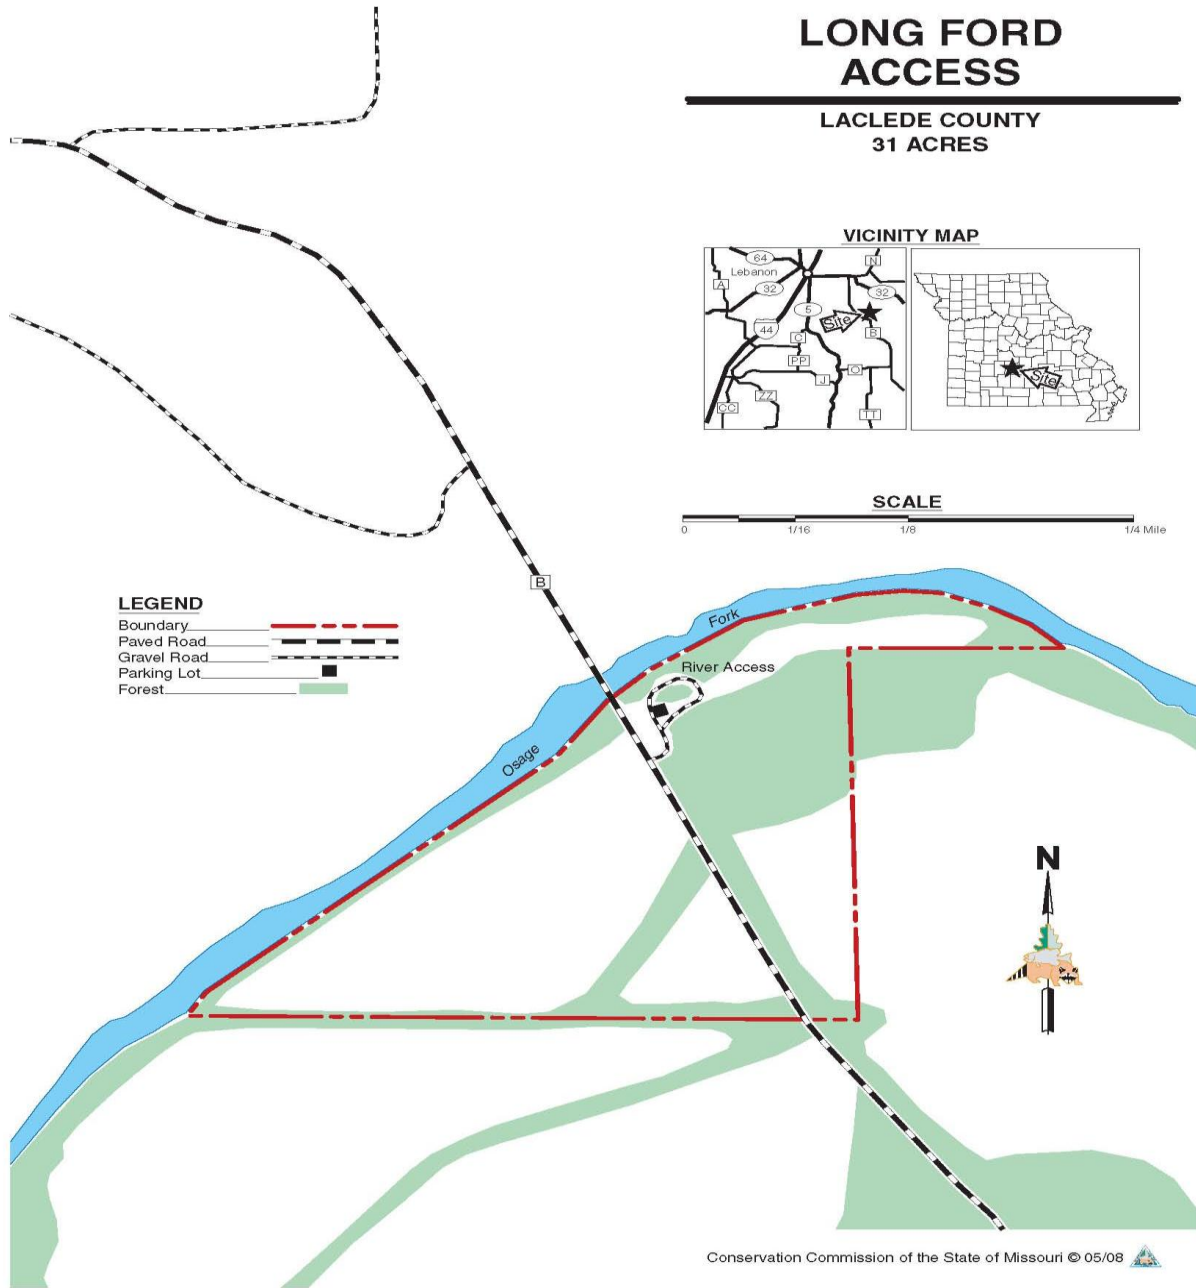 LONG FORD
ACCESS
LACLEDE COUNTY
31 ACRES
VICINITY MAP
64
N
Lebanon
A
32
32
5
Site
44
B
C
PP
O
J
ZZ
CC
TT
Site
SCALE
0 1/16 1/8 1/4 Mile
B
LEGEND
Boundary
Paved Road
Gravel Road
Parking Lot
Forest
Fork
River Access
Osage
N
Conservation Commission of the State of Missouri © 05/08